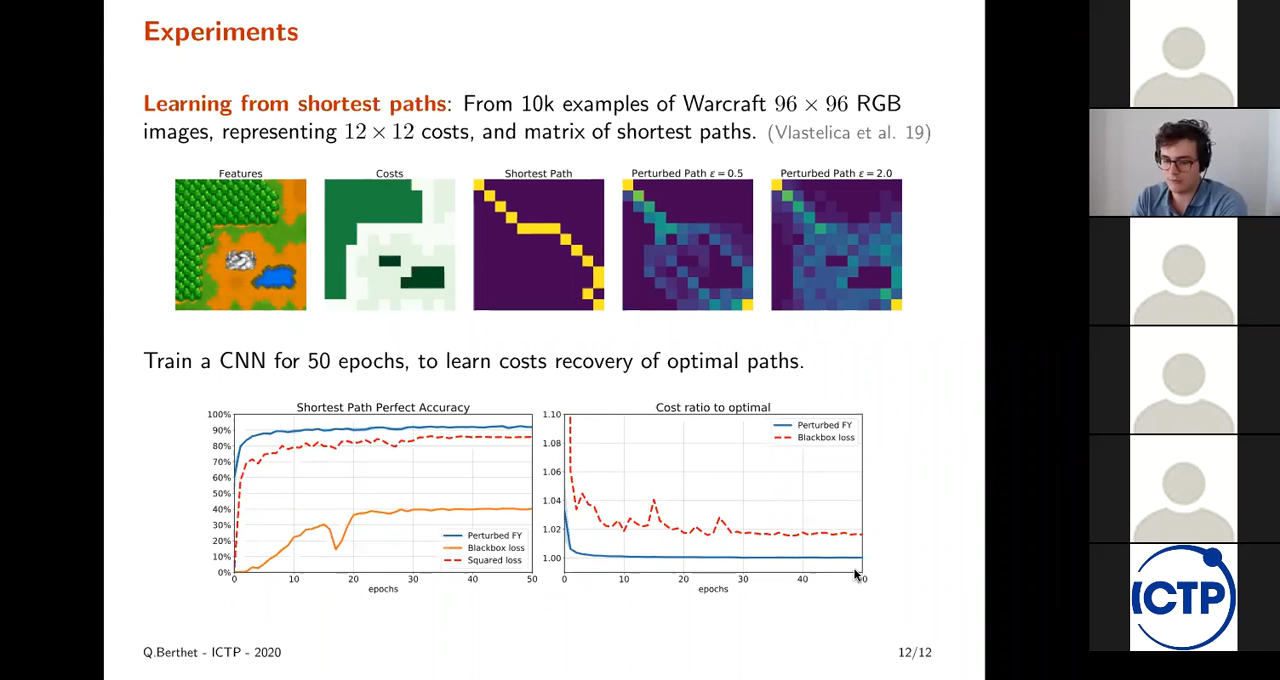 Experiments
Learning from shortest paths: From 10k examples of Warcraft 96 × 96 RGB
images, representing 12 × 12 costs, and matrix of shortest paths. (Vlastelica et al. 19)
Features Costs Shortest Path Perturbed Path ε = 0.5 Perturbed Path ε = 2.0
Train a CNN for 50 epochs, to learn costs recovery of optimal paths.
Shortest Path Perfect Accuracy
100%
90%
80%
70%
60%
50%
40%
30%
20%
10%
0%
Perturbed FY
Blackbox loss
Squared loss
0 10 20 30 40 50
epochs
Cost ratio to optimal
1.10
1.08
1.06
1.04
1.02
1.00
Perturbed FY
Blackbox loss
0 10 20 30 40
epochs
Q.Berthet - ICTP - 2020
12/12
ICTP